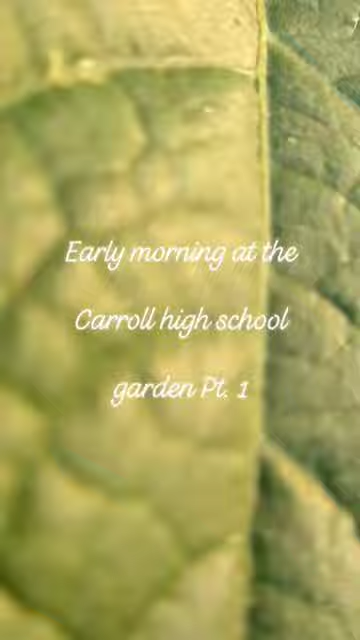 Early morning at the
Carroll high school
garden Pt. 1